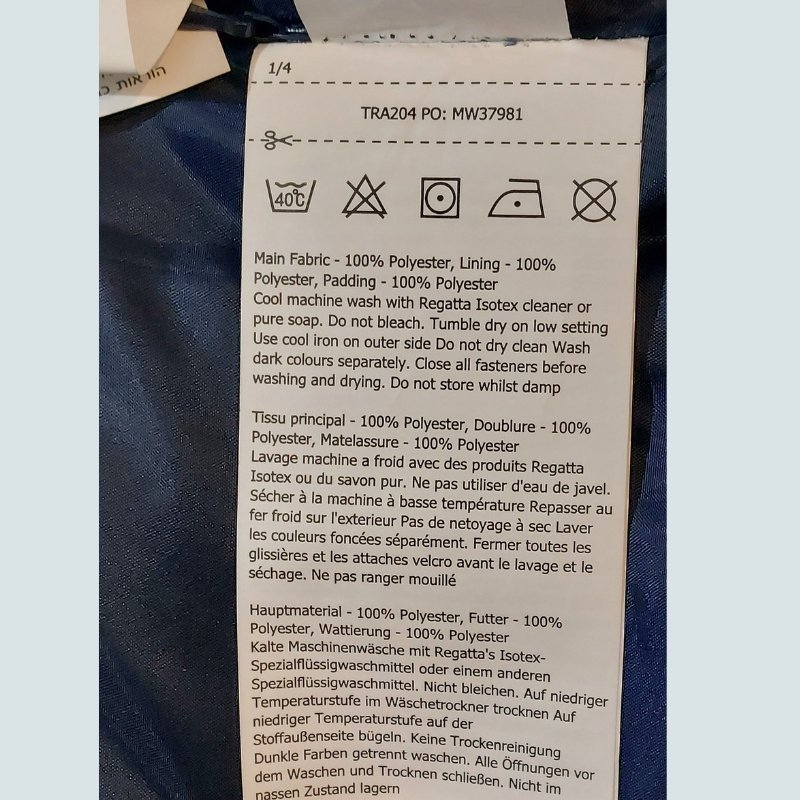 הוראות
1/4
TRA204 PO: MW37981
40°C
Main Fabric - 100% Polyester, Lining - 100%
Polyester, Padding - 100% Polyester
Cool machine wash with Regatta Isotex cleaner or
pure soap. Do not bleach. Tumble dry on low setting
Use cool iron on outer side Do not dry clean Wash
dark colours separately. Close all fasteners before
washing and drying. Do not store whilst damp
Tissu principal - 100% Polyester, Doublure - 100%
Polyester, Matelassure - 100% Polyester
Lavage machine a froid avec des produits Regatta
Isotex ou du savon pur. Ne pas utiliser d'eau de javel.
Sécher à la machine à basse température Repasser au
fer froid sur l'exterieur Pas de netoyage à sec Laver
les couleurs foncées séparément. Fermer toutes les
glissières et les attaches velcro avant le lavage et le
séchage. Ne pas ranger mouillé
Hauptmaterial - 100% Polyester, Futter - 100%
Polyester, Wattierung - 100% Polyester
Kalte Maschinenwäsche mit Regatta's Isotex-
Spezialflüssigwaschmittel oder einem anderen
Spezialflüssigwaschmittel. Nicht bleichen. Auf niedriger
Temperaturstufe im Wäschetrockner trocknen Auf
niedriger Temperaturstufe auf der
Stoffaußenseite bügeln. Keine Trockenreinigung
Dunkle Farben getrennt waschen. Alle Öffnungen vor
dem Waschen und Trocknen schließen. Nicht im
nassen Zustand lagern